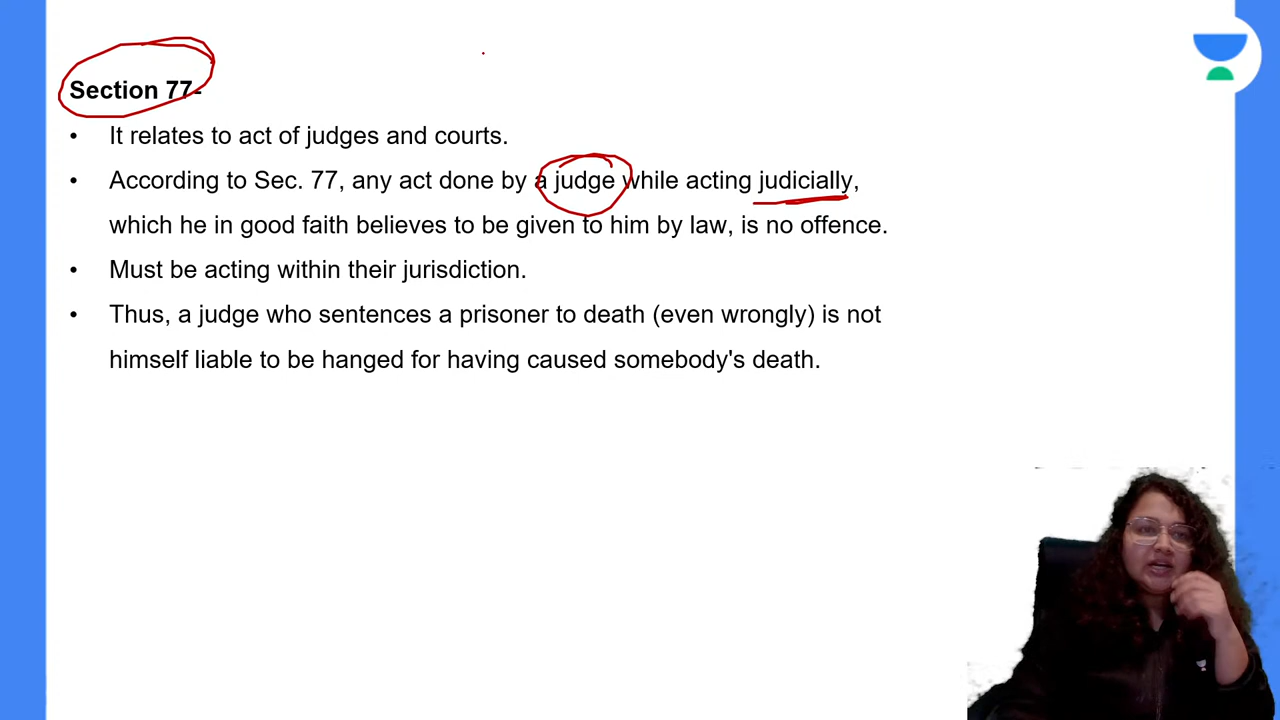 Section 77-
• It relates to act of judges and courts.
• According to Sec. 77, any act done by a judge while acting judicially,
which he in good faith believes to be given to him by law, is no offence.
• Must be acting within their jurisdiction.
• Thus, a judge who sentences a prisoner to death (even wrongly) is not
himself liable to be hanged for having caused somebody's death.